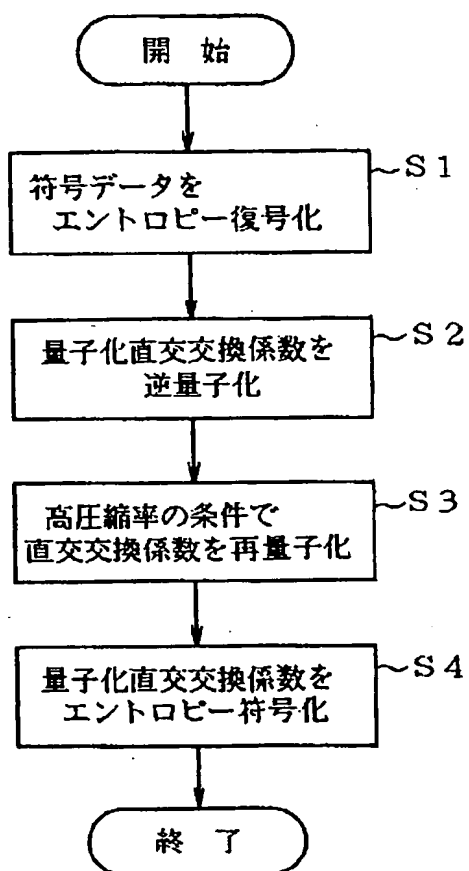 開 始
符号データを
エントロピー復号化
~S1
量子化直交交換係数を
逆量子化
~S2
高圧縮率の条件で
直交交換係数を再量子化
~S3
量子化直交交換係数を
エントロピー符号化
~S4
終 了